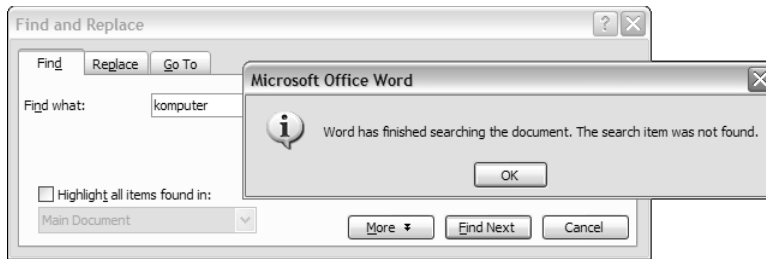 Find and Replace
Find Replace Go To
Microsoft Office Word
Find what: komputer
Word has finished searching the document. The search item was not found.
OK
Highlight all items found in:
Main Document
More Find Next Cancel